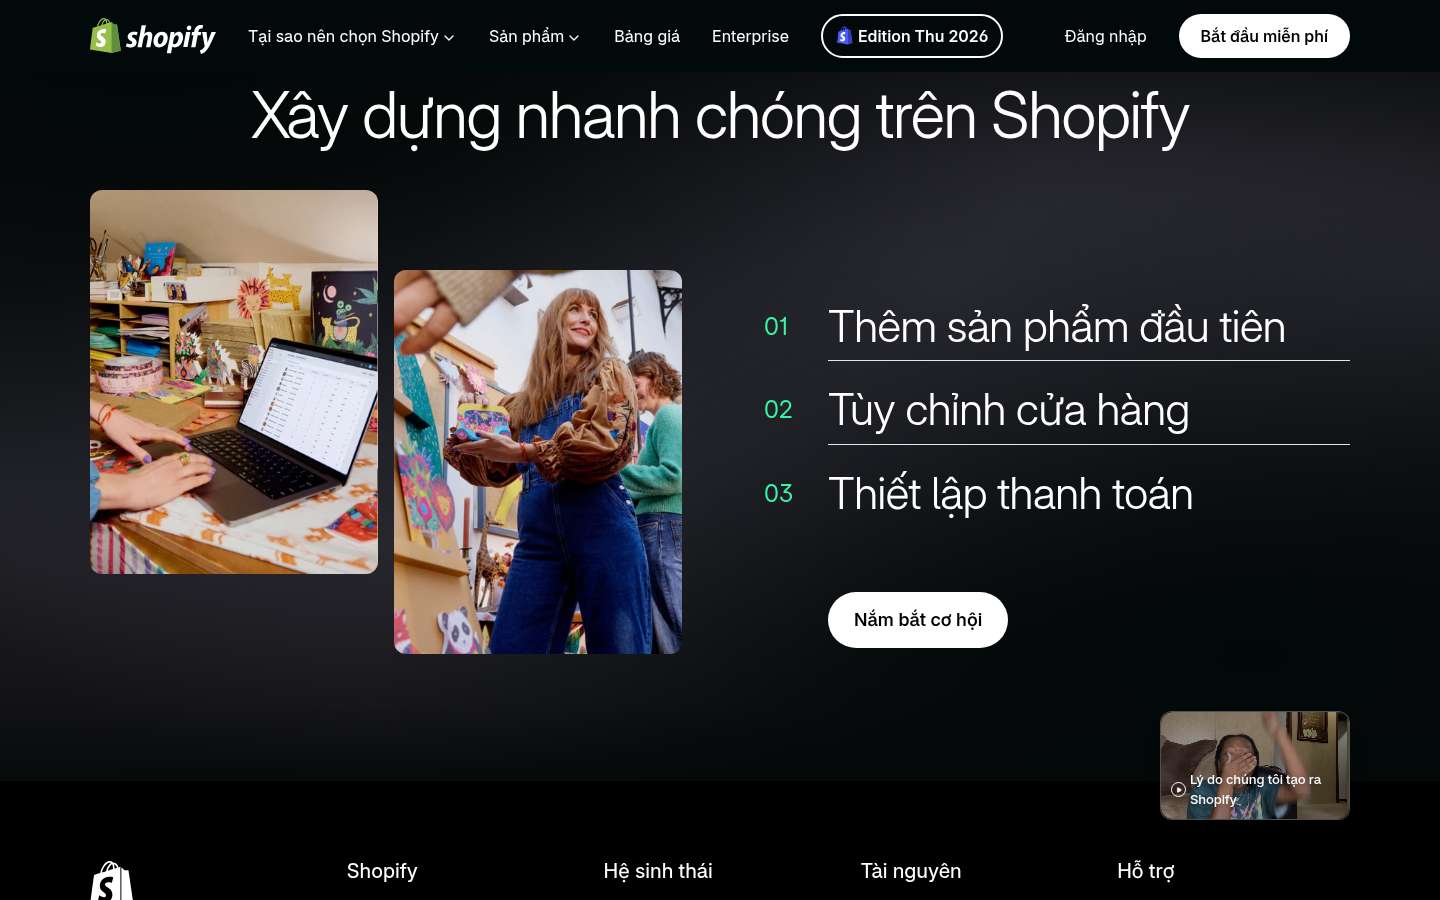 shopify
Tại sao nên chọn Shopify
Sản phẩm
Bảng giá
Enterprise
Edition Thu 2026
Đăng nhập
Bắt đầu miễn phí
Xây dựng nhanh chóng trên Shopify
01 Thêm sản phẩm đầu tiên
02 Tùy chỉnh cửa hàng
03 Thiết lập thanh toán
Nắm bắt cơ hội
Lý do chúng tôi tạo ra
Shopify
Shopify
Hệ sinh thái
Tài nguyên
Hỗ trợ